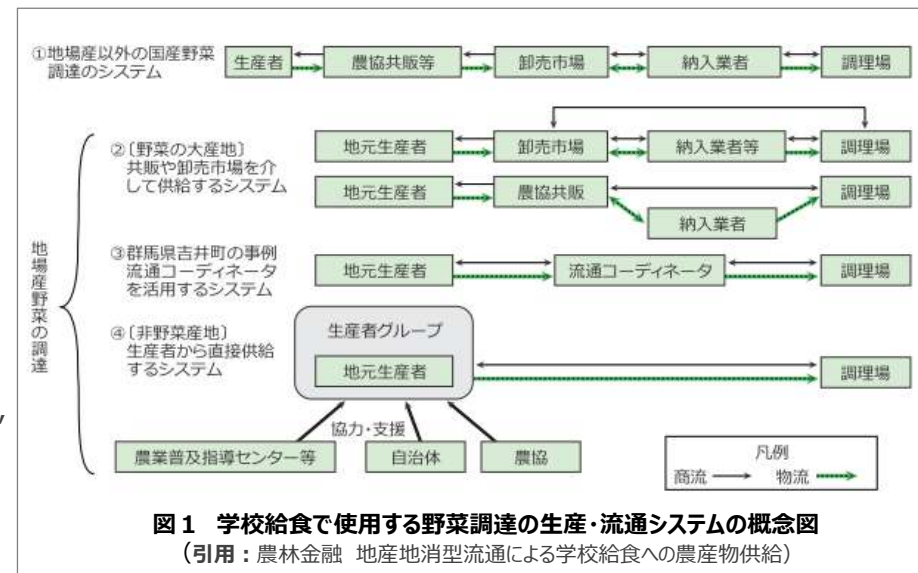 ①地場産以外の国産野菜
調達のシステム
生産者
農協共販等
卸売市場
納入業者
調理場
地場産野菜の調達
②〔野菜の大産地〕
共販や卸売市場を介
して供給するシステム
地元生産者
卸売市場
納入業者等
調理場
地元生産者
農協共販
納入業者
調理場
③群馬県吉井町の事例
流通コーディネータ
を活用するシステム
地元生産者
流通コーディネータ
調理場
④〔非野菜産地〕
生産者から直接供給
するシステム
生産者グループ
地元生産者
調理場
協力・支援
農業普及指導センター等
自治体
農協
凡例
商流
物流
図1 学校給食で使用する野菜調達の生産・流通システムの概念図
(引用:農林金融 地産地消型流通による学校給食への農産物供給)